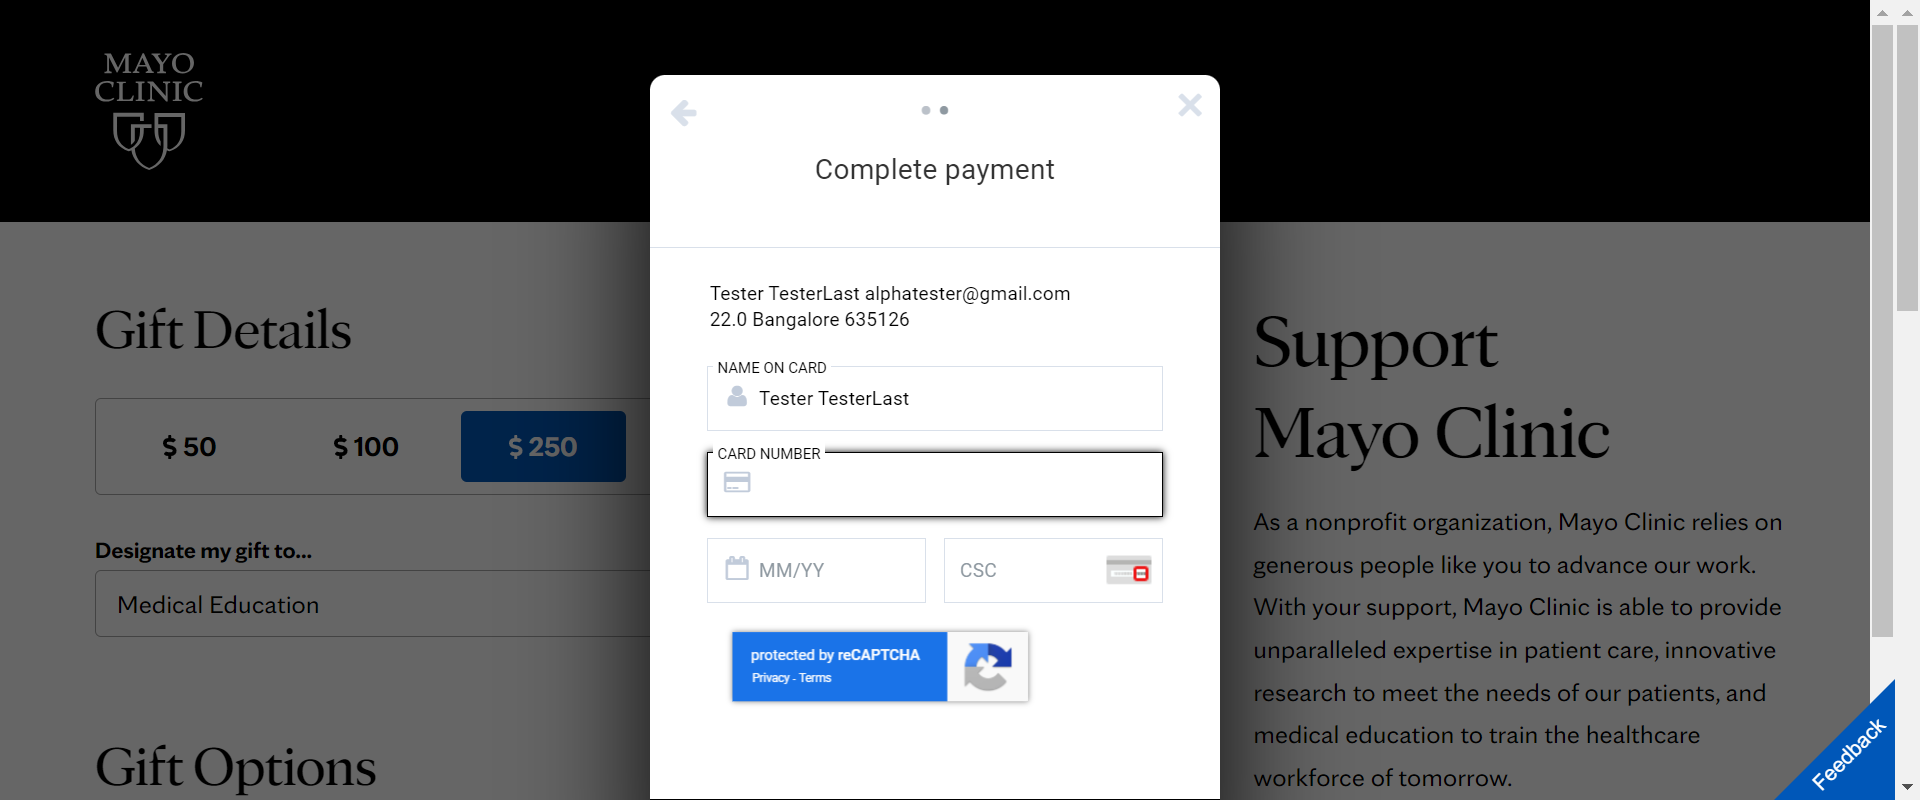 MAYO
CLINIC
Complete payment
Tester TesterLast alphatester@gmail.com
22.0 Bangalore 635126
NAME ON CARD
Tester TesterLast
CARD NUMBER
MM/YY
CSC
protected by reCAPTCHA
Privacy - Terms
Gift Details
$ 50
$ 100
$ 250
Designate my gift to...
Medical Education
Gift Options
Support
Mayo Clinic
As a nonprofit organization, Mayo Clinic relies on
generous people like you to advance our work.
With your support, Mayo Clinic is able to provide
unparalleled expertise in patient care, innovative
research to meet the needs of our patients, and
medical education to train the healthcare
workforce of tomorrow.
Feedback